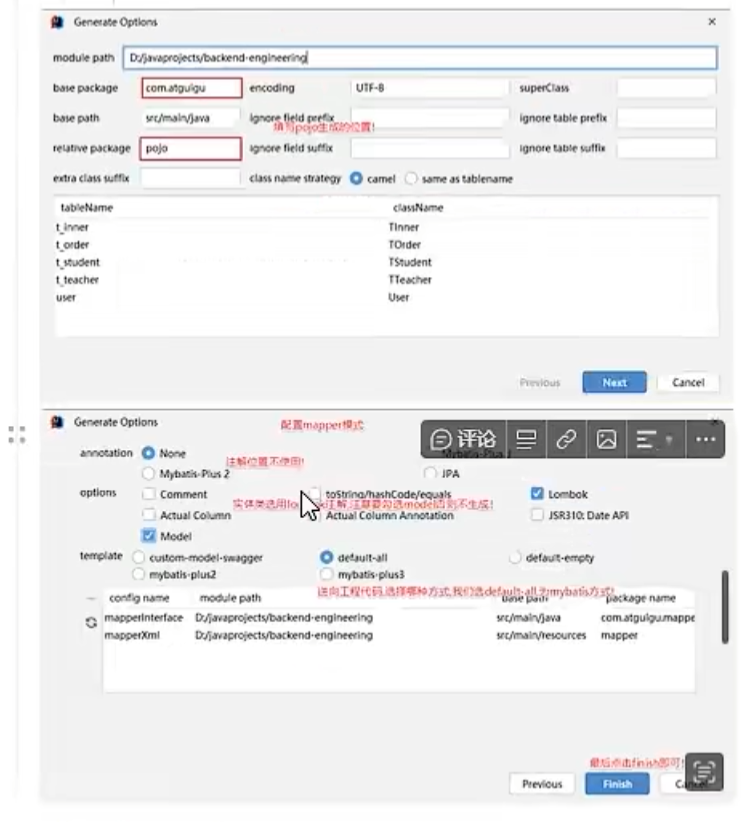 Generate Options
module path D:/javaprojects/backend-engineering
base package com.atguigu encoding UTF-8 superClass
base path src/main/java ignore field prefix ignore table prefix
填写pojo生成的位置!
relative package pojo ignore field suffix ignore table suffix
extra class suffix class name strategy camel same as tablename
tableName className
t_inner TInner
t_order TOrder
t_student TStudent
t_teacher TTeacher
user User
Previous Next Cancel
Generate Options 配置mapper模式
评论
annotation None
注解位置不使用!
Mybatis-Plus 2 JPA
options Comment toString/hashCode/equals Lombok
实体类选用 注解,注意要勾选model否则不生成!
Actual Column Actual Column Annotation JSR310: Date API
Model
template custom-model-swagger default-all default-empty
mybatis-plus2 mybatis-plus3
逆向工程代码,选择哪种方式,我们选default-all,为mybatis方式!
config name module path base path package name
mapperInterface D:/javaprojects/backend-engineering src/main/java com.atguigu.mappe
mapperXml D:/javaprojects/backend-engineering src/main/resources mapper
最后点击finish即可!
Previous Finish